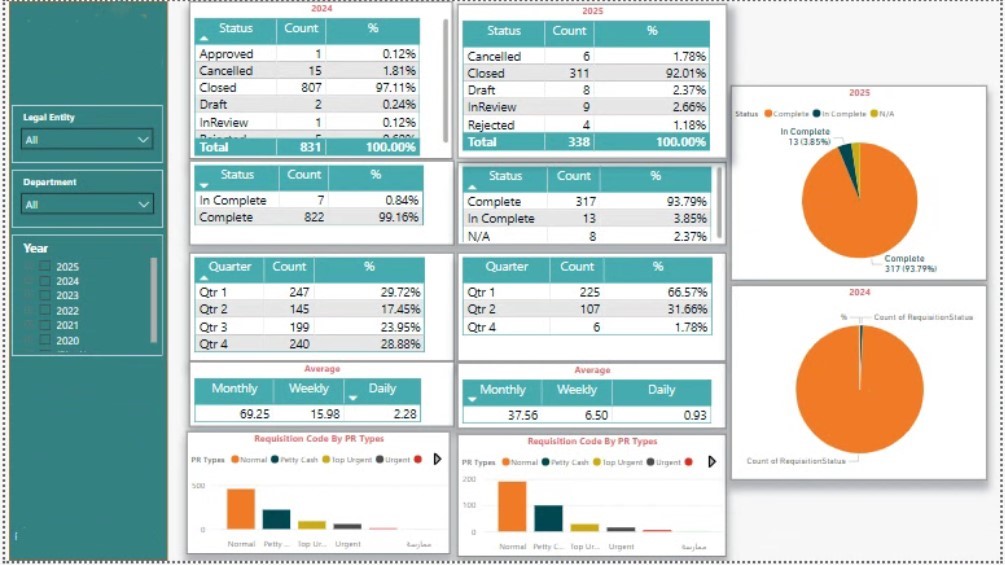 Legal Entity
All
Department
All
Year
2025
2024
2023
2022
2021
2020
2024
Status Count %
Approved 1 0.12%
Cancelled 15 1.81%
Closed 807 97.11%
Draft 2 0.24%
InReview 1 0.12%
Total 831 100.00%
Status Count %
In Complete 7 0.84%
Complete 822 99.16%
Quarter Count %
Qtr 1 247 29.72%
Qtr 2 145 17.45%
Qtr 3 199 23.95%
Qtr 4 240 28.88%
Average
Monthly Weekly Daily
69.25 15.98 2.28
Requisition Code By PR Types
PR Types Normal Petty Cash Top Urgent Urgent
500
0
Normal Petty ... Top Ur... Urgent ممارسة
2025
Status Count %
Cancelled 6 1.78%
Closed 311 92.01%
Draft 8 2.37%
InReview 9 2.66%
Rejected 4 1.18%
Total 338 100.00%
Status Count %
Complete 317 93.79%
In Complete 13 3.85%
N/A 8 2.37%
Quarter Count %
Qtr 1 225 66.57%
Qtr 2 107 31.66%
Qtr 4 6 1.78%
Average
Monthly Weekly Daily
37.56 6.50 0.93
Requisition Code By PR Types
PR Types Normal Petty Cash Top Urgent Urgent
200
100
0
Normal Petty C... Top Ur... Urgent ممارسة
2025
Status Complete In Complete N/A
In Complete
13 (3.85%)
Complete
317 (93.79%)
2024
% Count of RequisitionStatus
Count of RequisitionStatus